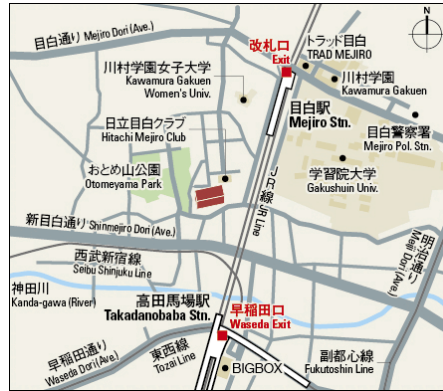 N
目白通り Mejiro Dori (Ave.)
改札口
Exit
トラッド目白
TRAD MEJIRO
川村学園女子大学
Kawamura Gakuen
Women's Univ.
川村学園
Kawamura Gakuen
目白駅
Mejiro Stn.
日立目白クラブ
Hitachi Mejiro Club
目白警察署
Mejiro Pol. Stn.
おとめ山公園
Otomeyama Park
JR線 JR Line
学習院大学
Gakushuin Univ.
新目白通り Shinmejiro Dori (Ave.)
明治通り
Meiji Dori (Ave.)
西武新宿線
Seibu Shinjuku Line
神田川
Kanda-gawa (River)
高田馬場駅
Takadanobaba Stn.
早稲田口
Waseda Exit
早稲田通り
Waseda Dori (Ave.)
東西線
Tozai Line
BIGBOX
副都心線
Fukutoshin Line